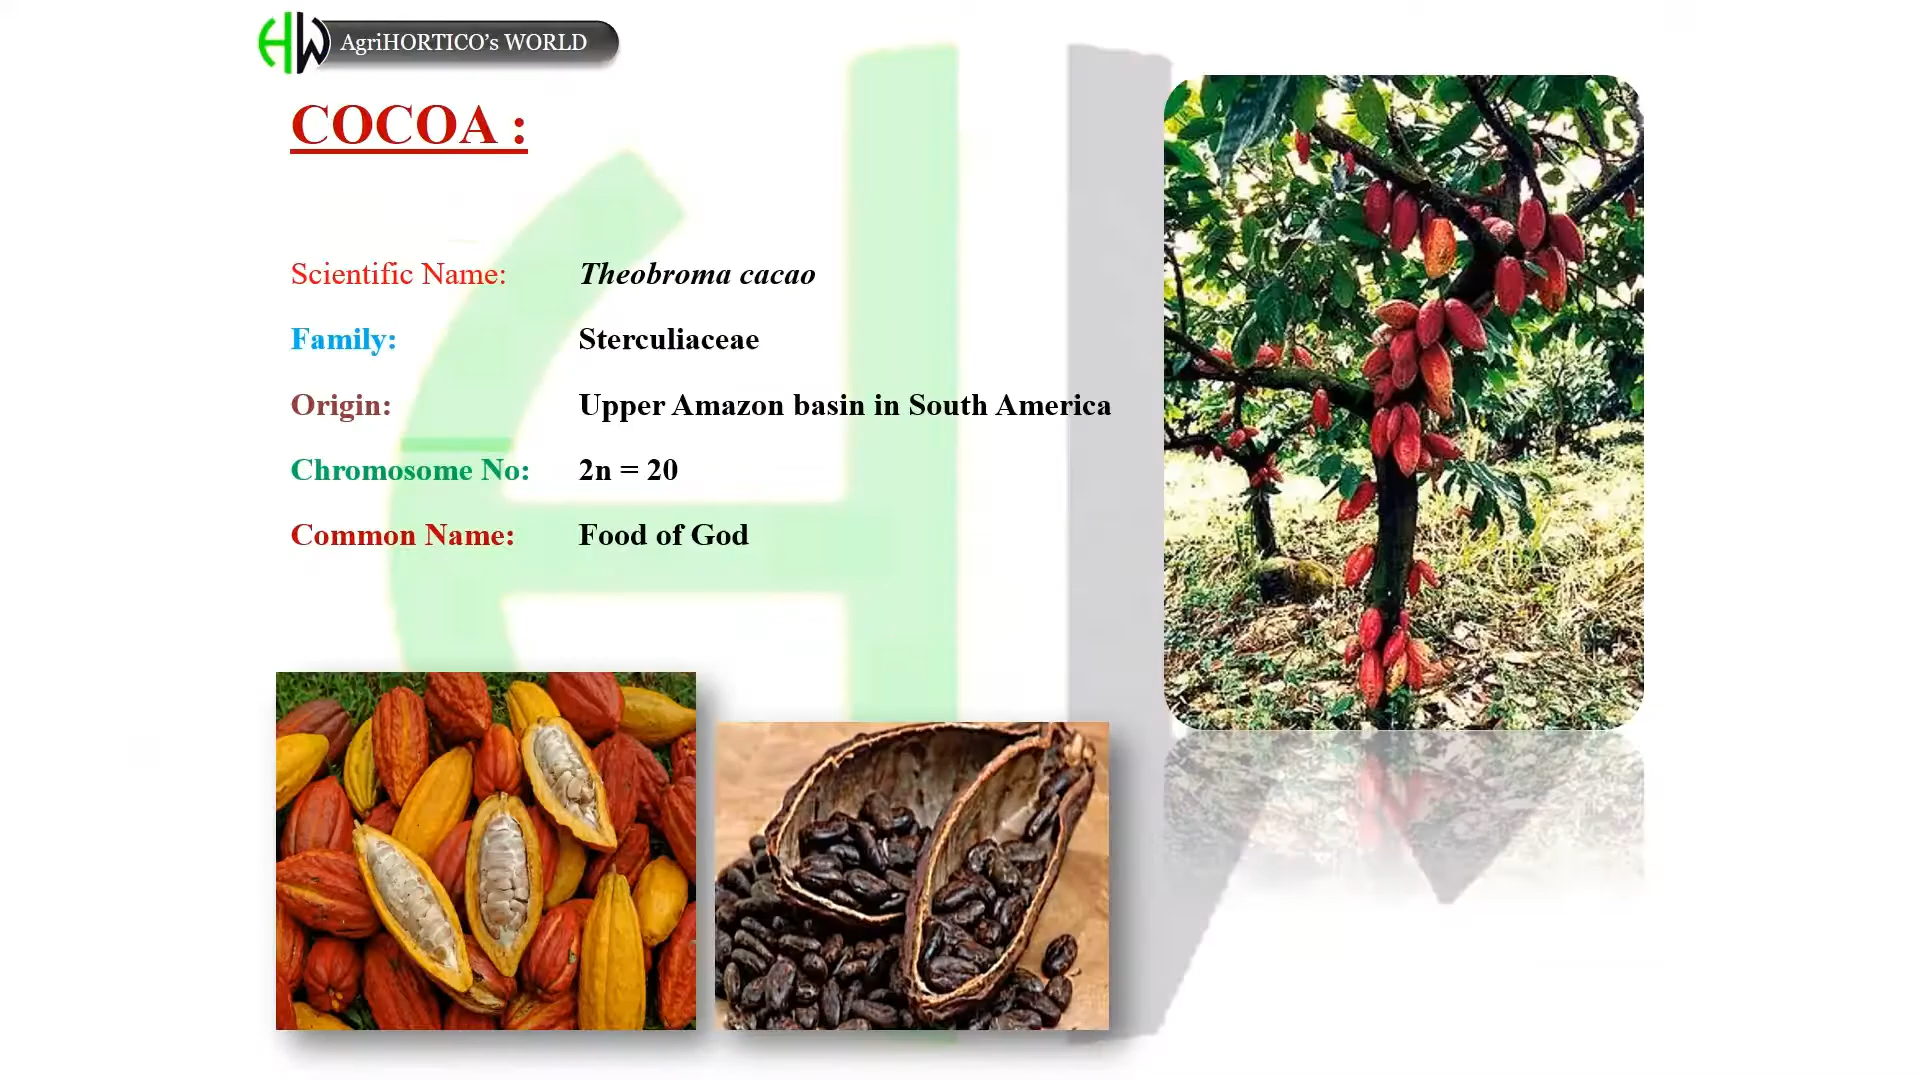 HW AgriHORTICO's WORLD
COCOA :
Scientific Name: Theobroma cacao
Family: Sterculiaceae
Origin: Upper Amazon basin in South America
Chromosome No: 2n = 20
Common Name: Food of God